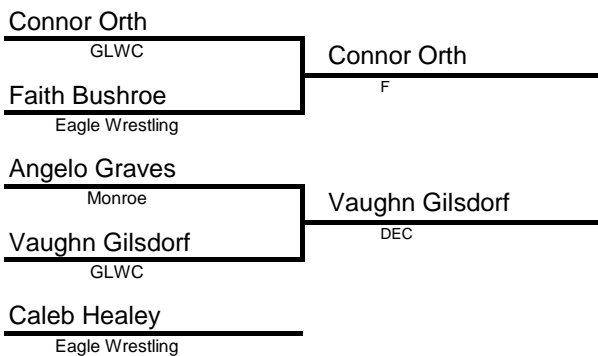 Connor Orth
GLWC
Connor Orth
F
Faith Bushroe
Eagle Wrestling
Angelo Graves
Monroe
Vaughn Gilsdorf
DEC
Vaughn Gilsdorf
GLWC
Caleb Healey
Eagle Wrestling